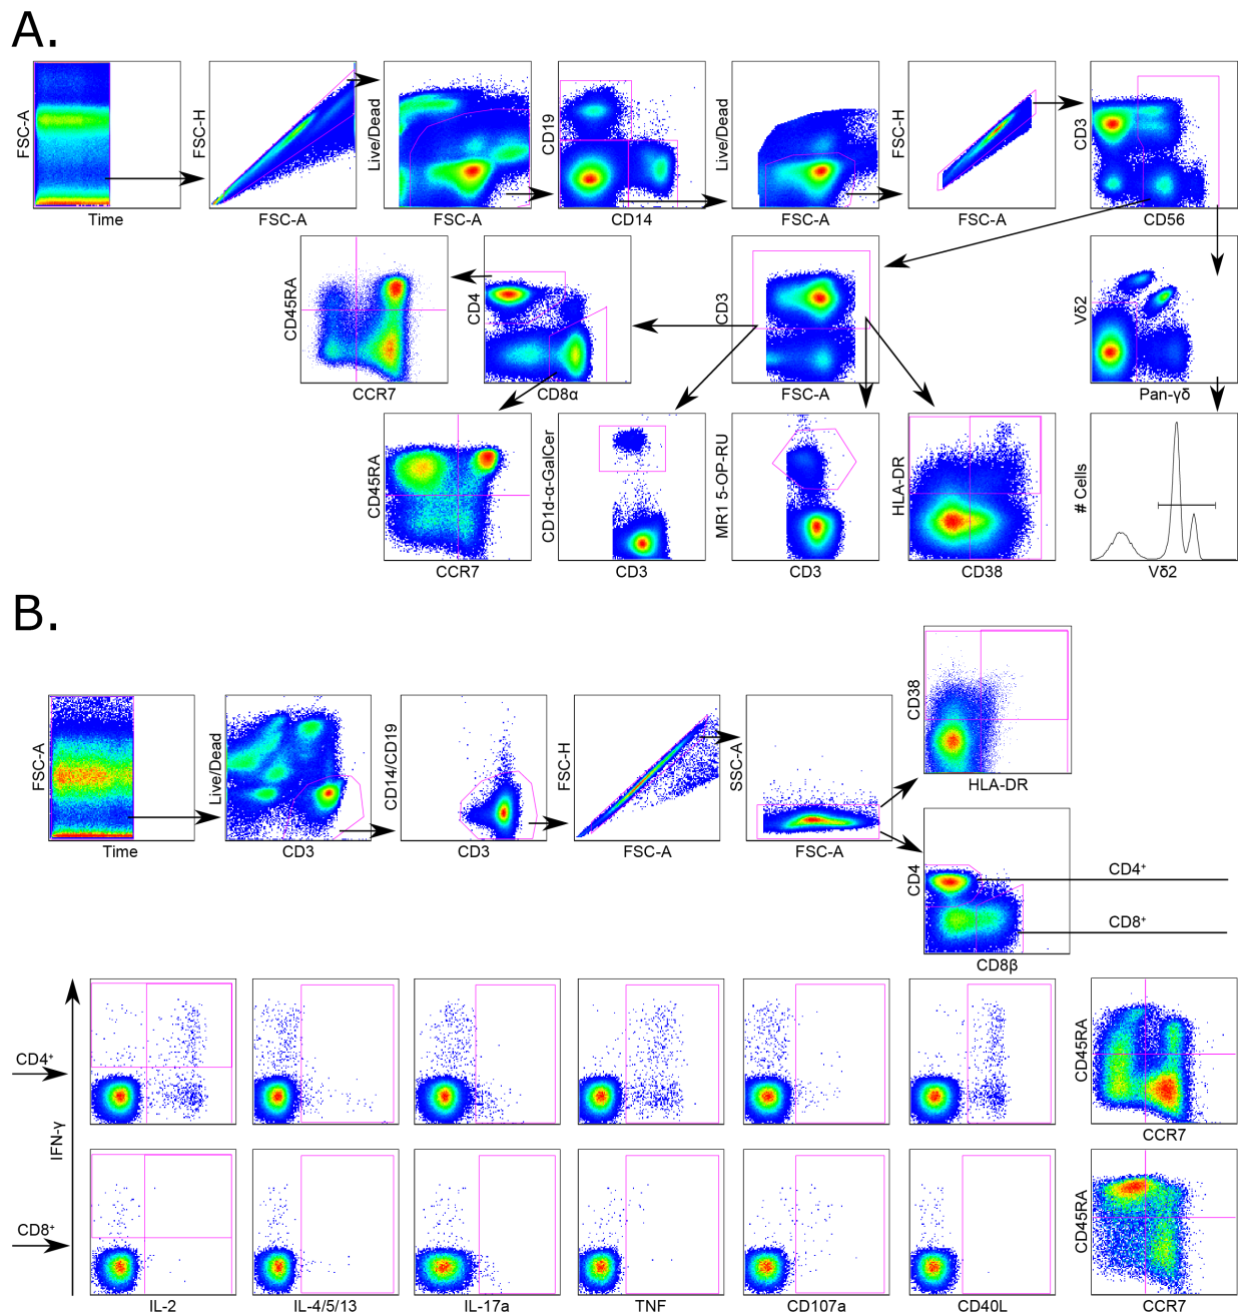 A.
FSC-A
Time
FSC-H
FSC-A
Live/Dead
FSC-A
CD19
CD14
Live/Dead
FSC-A
FSC-H
FSC-A
CD3
CD56
CD45RA
CCR7
CD4
CD8α
CD3
FSC-A
Vδ2
Pan-γδ
CD45RA
CCR7
CD1d-α-GalCer
CD3
MR1 5-OP-RU
CD3
HLA-DR
CD38
# Cells
Vδ2
B.
FSC-A
Time
Live/Dead
CD3
CD14/CD19
CD3
FSC-H
FSC-A
SSC-A
FSC-A
CD38
HLA-DR
CD4
CD8β
CD4⁺
CD8⁺
IFN-γ
CD4⁺
CD45RA
CCR7
CD8⁺
IL-2
IL-4/5/13
IL-17a
TNF
CD107a
CD40L
CD45RA
CCR7